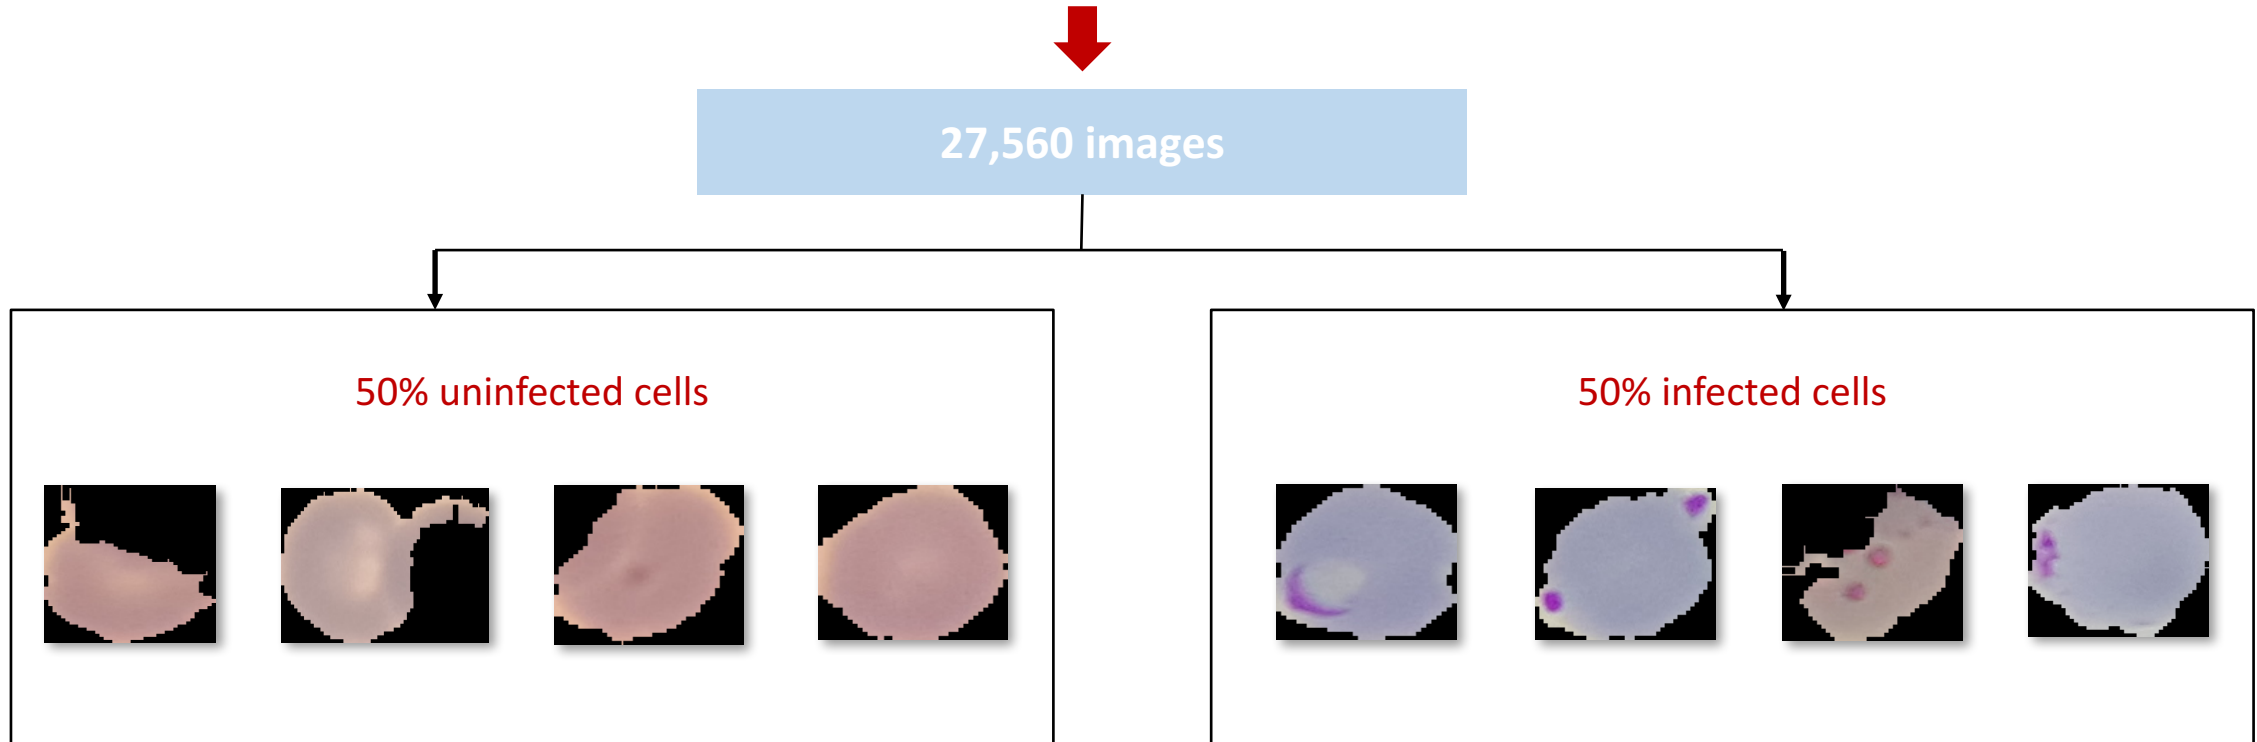 27,560 images
50% uninfected cells
50% infected cells